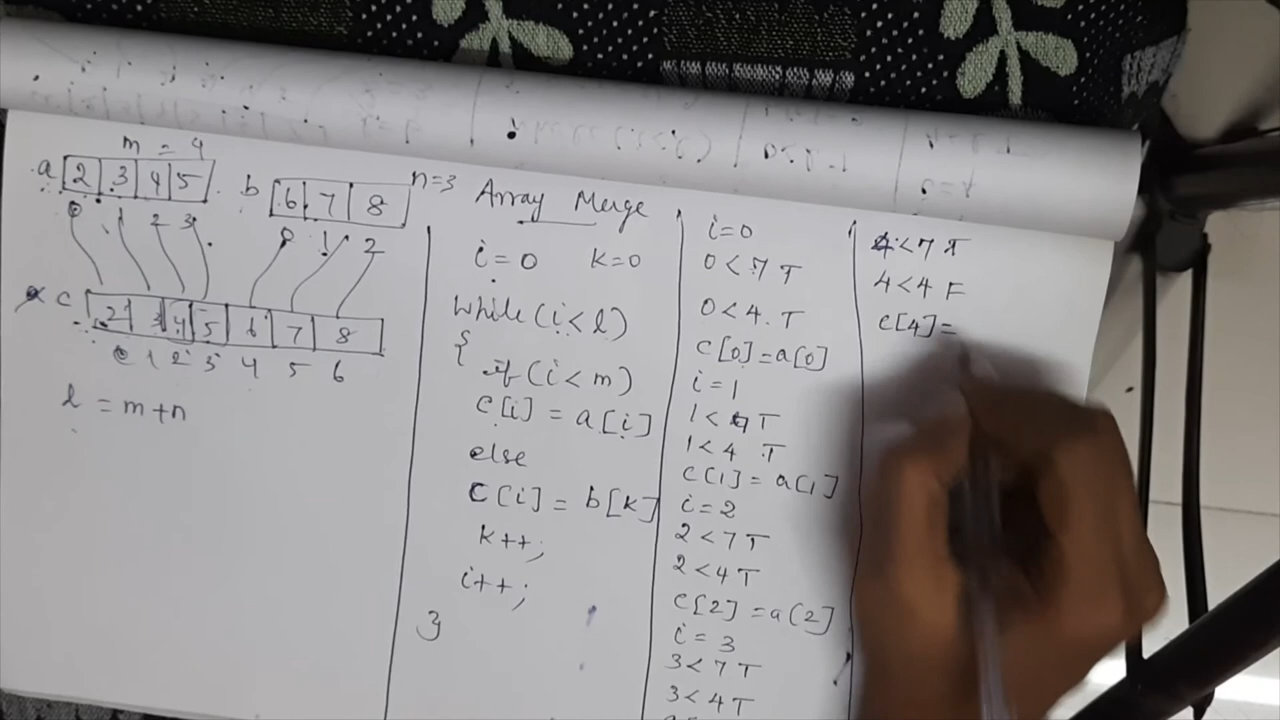 m = 4
a 2 3 4 5
0 1 2 3
b 6 7 8
n=3
0 1 2
c 2 3 4 5 6 7 8
0 1 2 3 4 5 6
l = m+n
Array Merge
i = 0 k=0
while(i<l)
{
if(i<m)
c[i] = a[i]
else
c[i] = b[k]
k++;
i++;
}
i=0
0<7 T
0<4. T
c[0]=a[0]
i=1
1<7 T
1<4 T
c[1]=a[1]
i=2
2<7 T
2<4 T
c[2]=a[2]
i=3
3<7 T
3<4 T
4<7 T
4<4 F
c[4]=